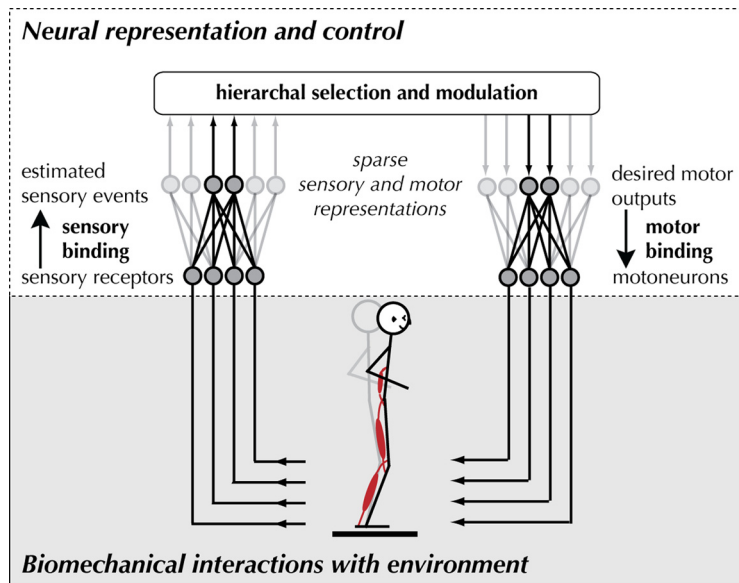 Neural representation and control
hierarchal selection and modulation
estimated
sensory events
sensory
binding
sensory receptors
sparse
sensory and motor
representations
desired motor
outputs
motor
binding
motoneurons
Biomechanical interactions with environment